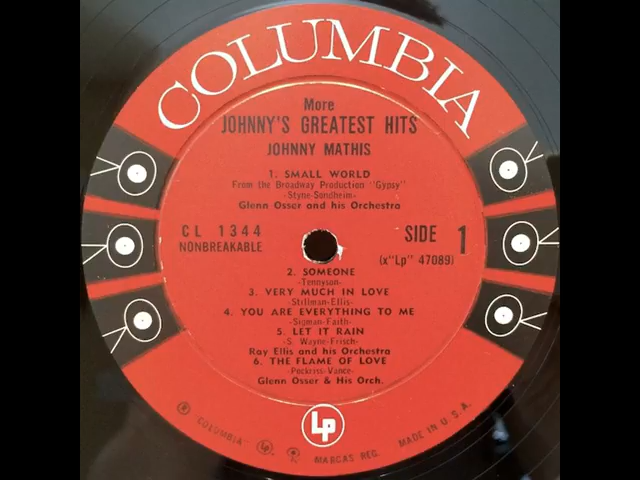 COLUMBIA
More
JOHNNY'S GREATEST HITS
JOHNNY MATHIS
1. SMALL WORLD
From the Broadway Production "Gypsy"
-Styne-Sondheim-
Glenn Osser and his Orchestra
CL 1344
NONBREAKABLE
SIDE 1
(x"Lp" 47089)
2. SOMEONE
-Tennyson-
3. VERY MUCH IN LOVE
-Stillman-Ellis-
4. YOU ARE EVERYTHING TO ME
-Sigman-Faith-
5. LET IT RAIN
-S. Wayne-Frisch-
Ray Ellis and his Orchestra
6. THE FLAME OF LOVE
-Pockriss-Vance-
Glenn Osser & His Orch.
Lp
® "COLUMBIA" Lp ® MARCAS REG. MADE IN U.S.A.